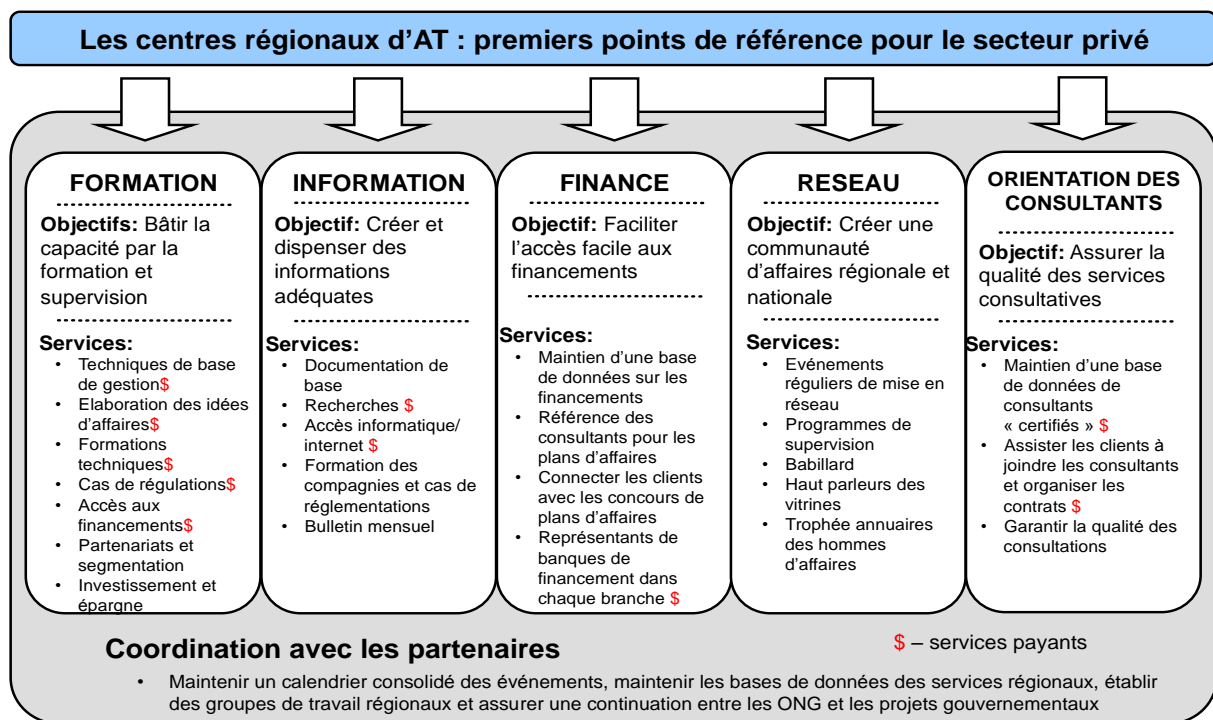 Les centres régionaux d’AT : premiers points de référence pour le secteur privé
FORMATION
Objectifs: Bâtir la
capacité par la
formation et
supervision
Services:
• Techniques de base
de gestion$
• Elaboration des idées
d’affaires$
• Formations
techniques$
• Cas de régulations$
• Accès aux
financements$
• Partenariats et
segmentation
• Investissement et
épargne
INFORMATION
Objectif: Créer et
dispenser des
informations
adéquates
Services:
• Documentation de
base
• Recherches $
• Accès informatique/
internet $
• Formation des
compagnies et cas de
réglementations
• Bulletin mensuel
FINANCE
Objectif: Faciliter
l’accès facile aux
financements
Services:
• Maintien d’une base
de données sur les
financements
• Référence des
consultants pour les
plans d’affaires
• Connecter les clients
avec les concours de
plans d’affaires
• Représentants de
banques de
financement dans
chaque branche $
RESEAU
Objectif: Créer une
communauté
d’affaires régionale et
nationale
Services:
• Evénements
réguliers de mise en
réseau
• Programmes de
supervision
• Babillard
• Haut parleurs des
vitrines
• Trophée annuaires
des hommes
d’affaires
ORIENTATION DES
CONSULTANTS
Objectif: Assurer la
qualité des services
consultatives
Services:
• Maintien d’une base
de données de
consultants
« certifiés » $
• Assister les clients à
joindre les consultants
et organiser les
contrats $
• Garantir la qualité des
consultations
Coordination avec les partenaires
$ – services payants
• Maintenir un calendrier consolidé des événements, maintenir les bases de données des services régionaux, établir
des groupes de travail régionaux et assurer une continuation entre les ONG et les projets gouvernementaux